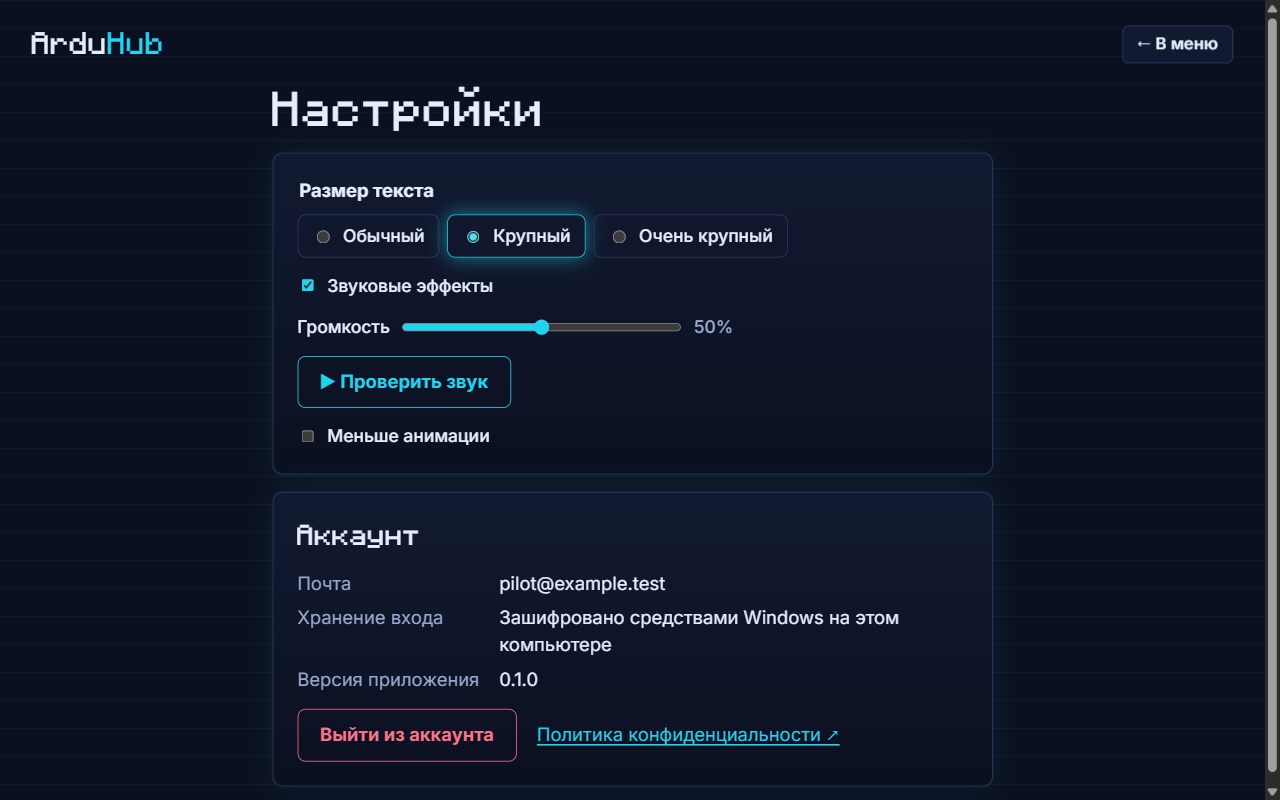 ArduHub
← В меню
Настройки
Размер текста
Обычный
Крупный
Очень крупный
Звуковые эффекты
Громкость
50%
▶ Проверить звук
Меньше анимации
Аккаунт
Почта
pilot@example.test
Хранение входа
Зашифровано средствами Windows на этом
компьютере
Версия приложения
0.1.0
Выйти из аккаунта
Политика конфиденциальности ↗